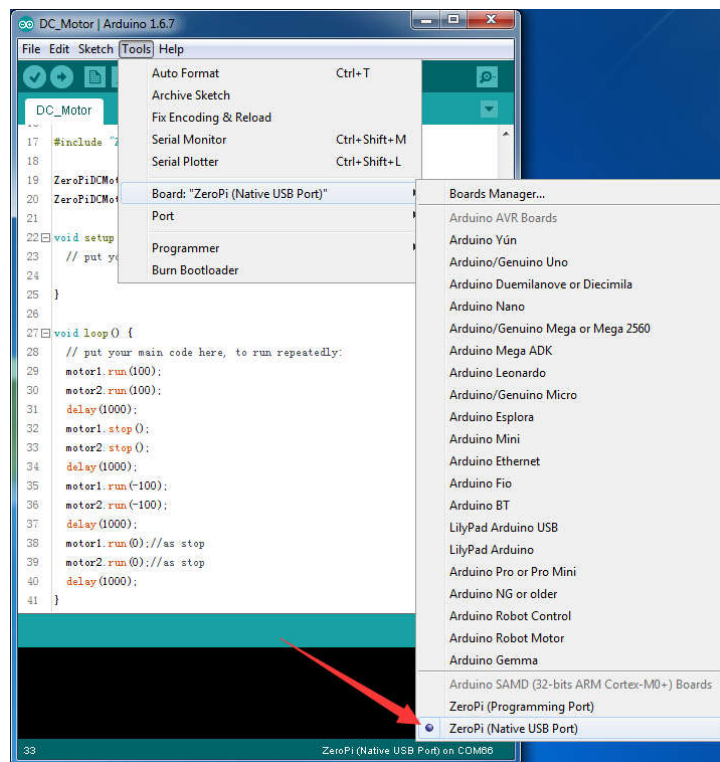 DC_Motor | Arduino 1.6.7
File Edit Sketch Tools Help
DC_Motor
Auto Format Ctrl+T
Archive Sketch
Fix Encoding & Reload
Serial Monitor Ctrl+Shift+M
Serial Plotter Ctrl+Shift+L
Board: "ZeroPi (Native USB Port)"
Port
Programmer
Burn Bootloader
Boards Manager...
Arduino AVR Boards
Arduino Yún
Arduino/Genuino Uno
Arduino Duemilanove or Diecimila
Arduino Nano
Arduino/Genuino Mega or Mega 2560
Arduino Mega ADK
Arduino Leonardo
Arduino/Genuino Micro
Arduino Esplora
Arduino Mini
Arduino Ethernet
Arduino Fio
Arduino BT
LilyPad Arduino USB
LilyPad Arduino
Arduino Pro or Pro Mini
Arduino NG or older
Arduino Robot Control
Arduino Robot Motor
Arduino Gemma
Arduino SAMD (32-bits ARM Cortex-M0+) Boards
ZeroPi (Programming Port)
ZeroPi (Native USB Port)
17 #include "Z
18
19 ZeroPiDCMot
20 ZeroPiDCMot
21
22 void setup
23 // put yo
24
25 }
26
27 void loop() {
28 // put your main code here, to run repeatedly:
29 motor1.run(100);
30 motor2.run(100);
31 delay(1000);
32 motor1.stop();
33 motor2.stop();
34 delay(1000);
35 motor1.run(-100);
36 motor2.run(-100);
37 delay(1000);
38 motor1.run(0);//as stop
39 motor2.run(0);//as stop
40 delay(1000);
41 }
33 ZeroPi (Native USB Port) on COM66